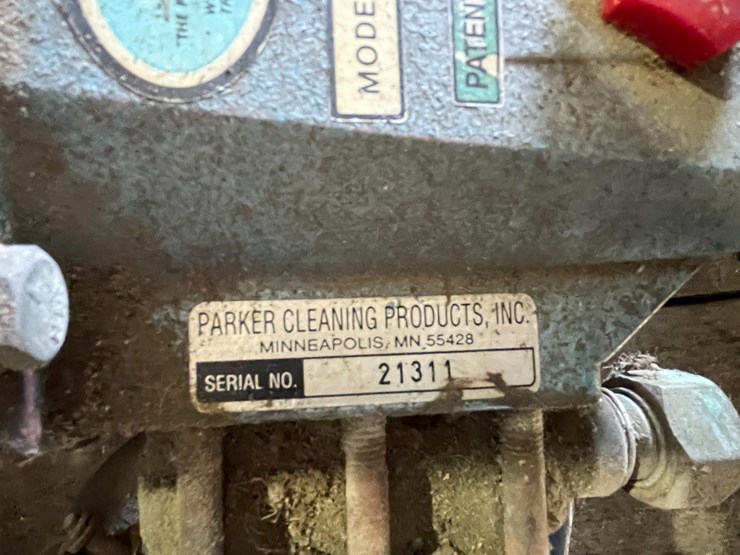 MODE
PATEN
PARKER CLEANING PRODUCTS, INC.
MINNEAPOLIS, MN 55428
SERIAL NO. 21311